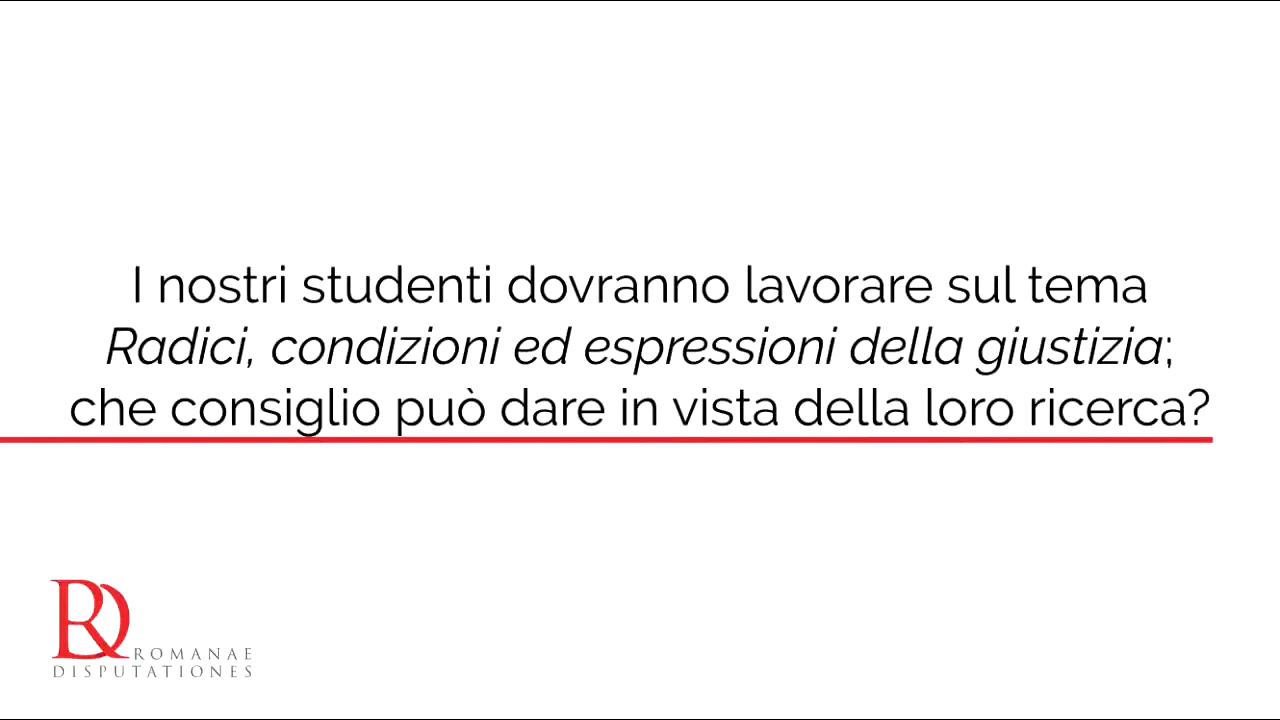 I nostri studenti dovranno lavorare sul tema
Radici, condizioni ed espressioni della giustizia;
che consiglio può dare in vista della loro ricerca?
RD ROMANAE
DISPUTATIONES